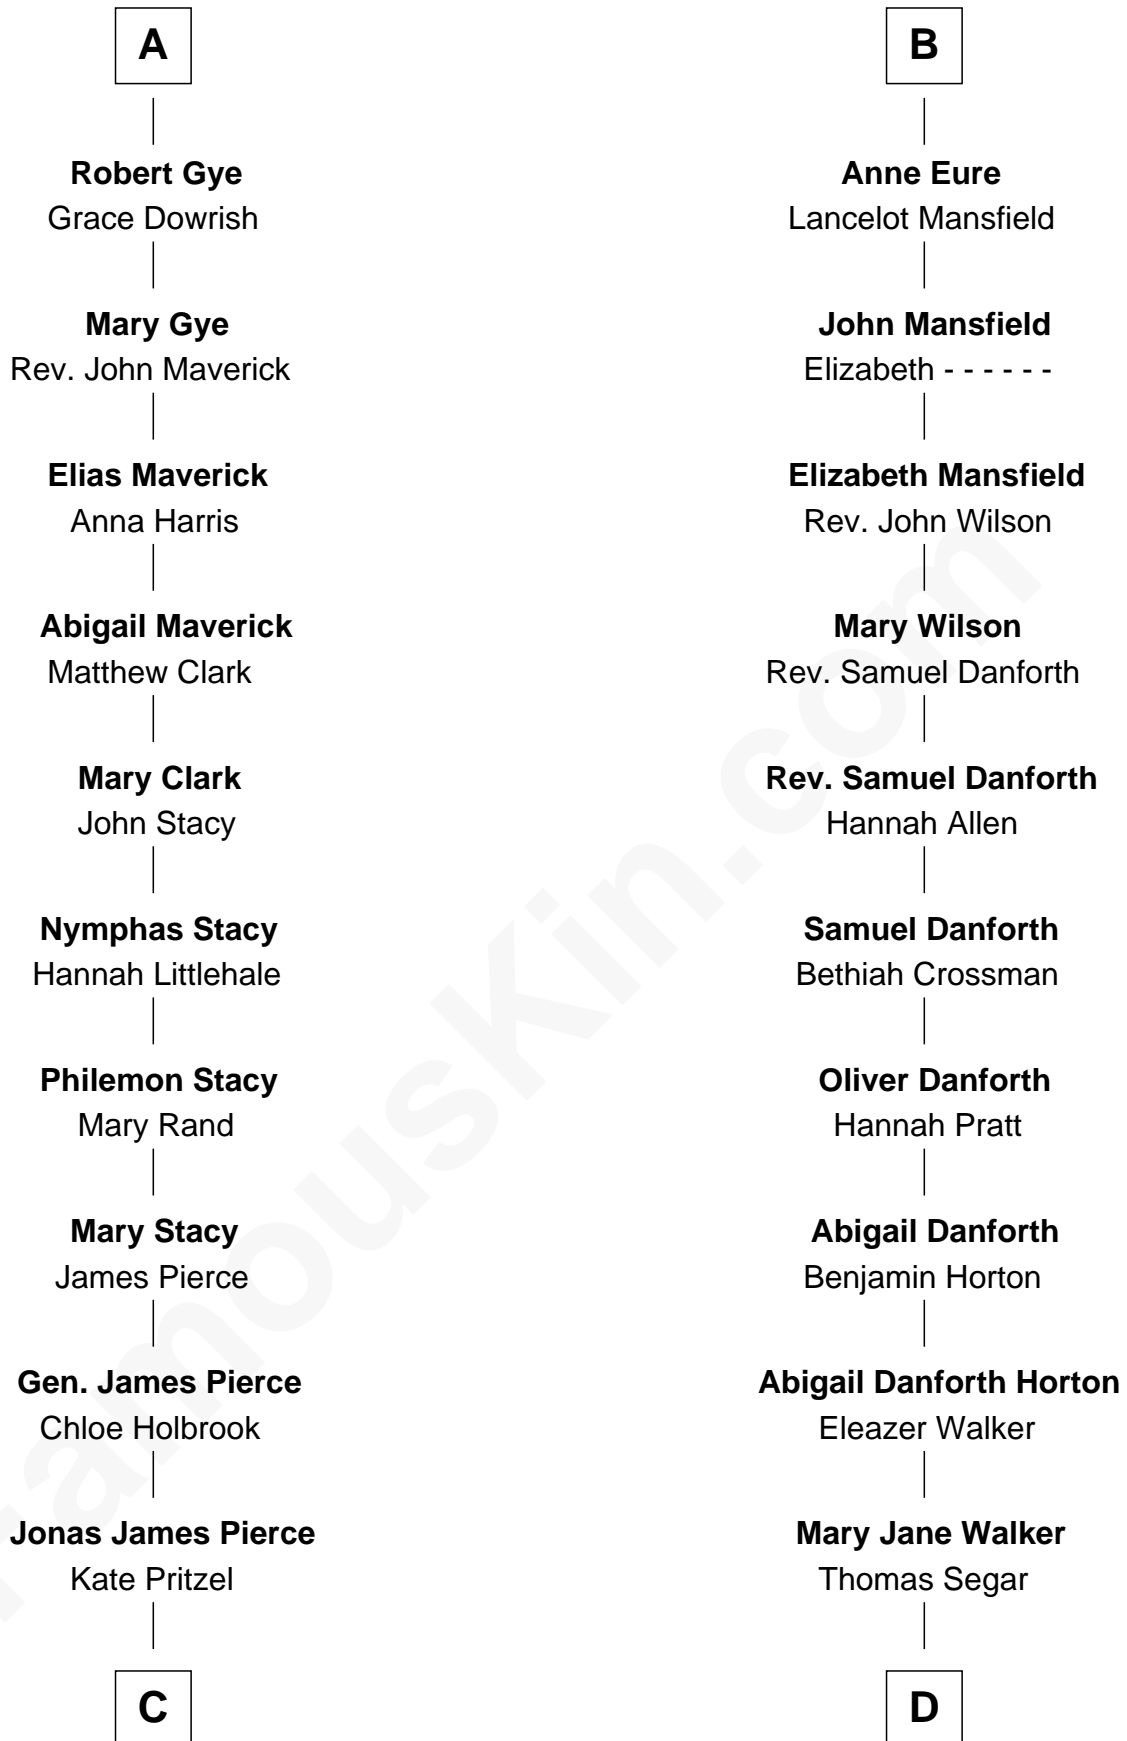 A
Robert Gye
Grace Dowrish
Mary Gye
Rev. John Maverick
Elias Maverick
Anna Harris
Abigail Maverick
Matthew Clark
Mary Clark
John Stacy
Nymphas Stacy
Hannah Littlehale
Philemon Stacy
Mary Rand
Mary Stacy
James Pierce
Gen. James Pierce
Chloe Holbrook
Jonas James Pierce
Kate Pritzel
C
B
Anne Eure
Lancelot Mansfield
John Mansfield
Elizabeth - - - - - -
Elizabeth Mansfield
Rev. John Wilson
Mary Wilson
Rev. Samuel Danforth
Rev. Samuel Danforth
Hannah Allen
Samuel Danforth
Bethiah Crossman
Oliver Danforth
Hannah Pratt
Abigail Danforth
Benjamin Horton
Abigail Danforth Horton
Eleazer Walker
Mary Jane Walker
Thomas Segar
D
FamousKin.com